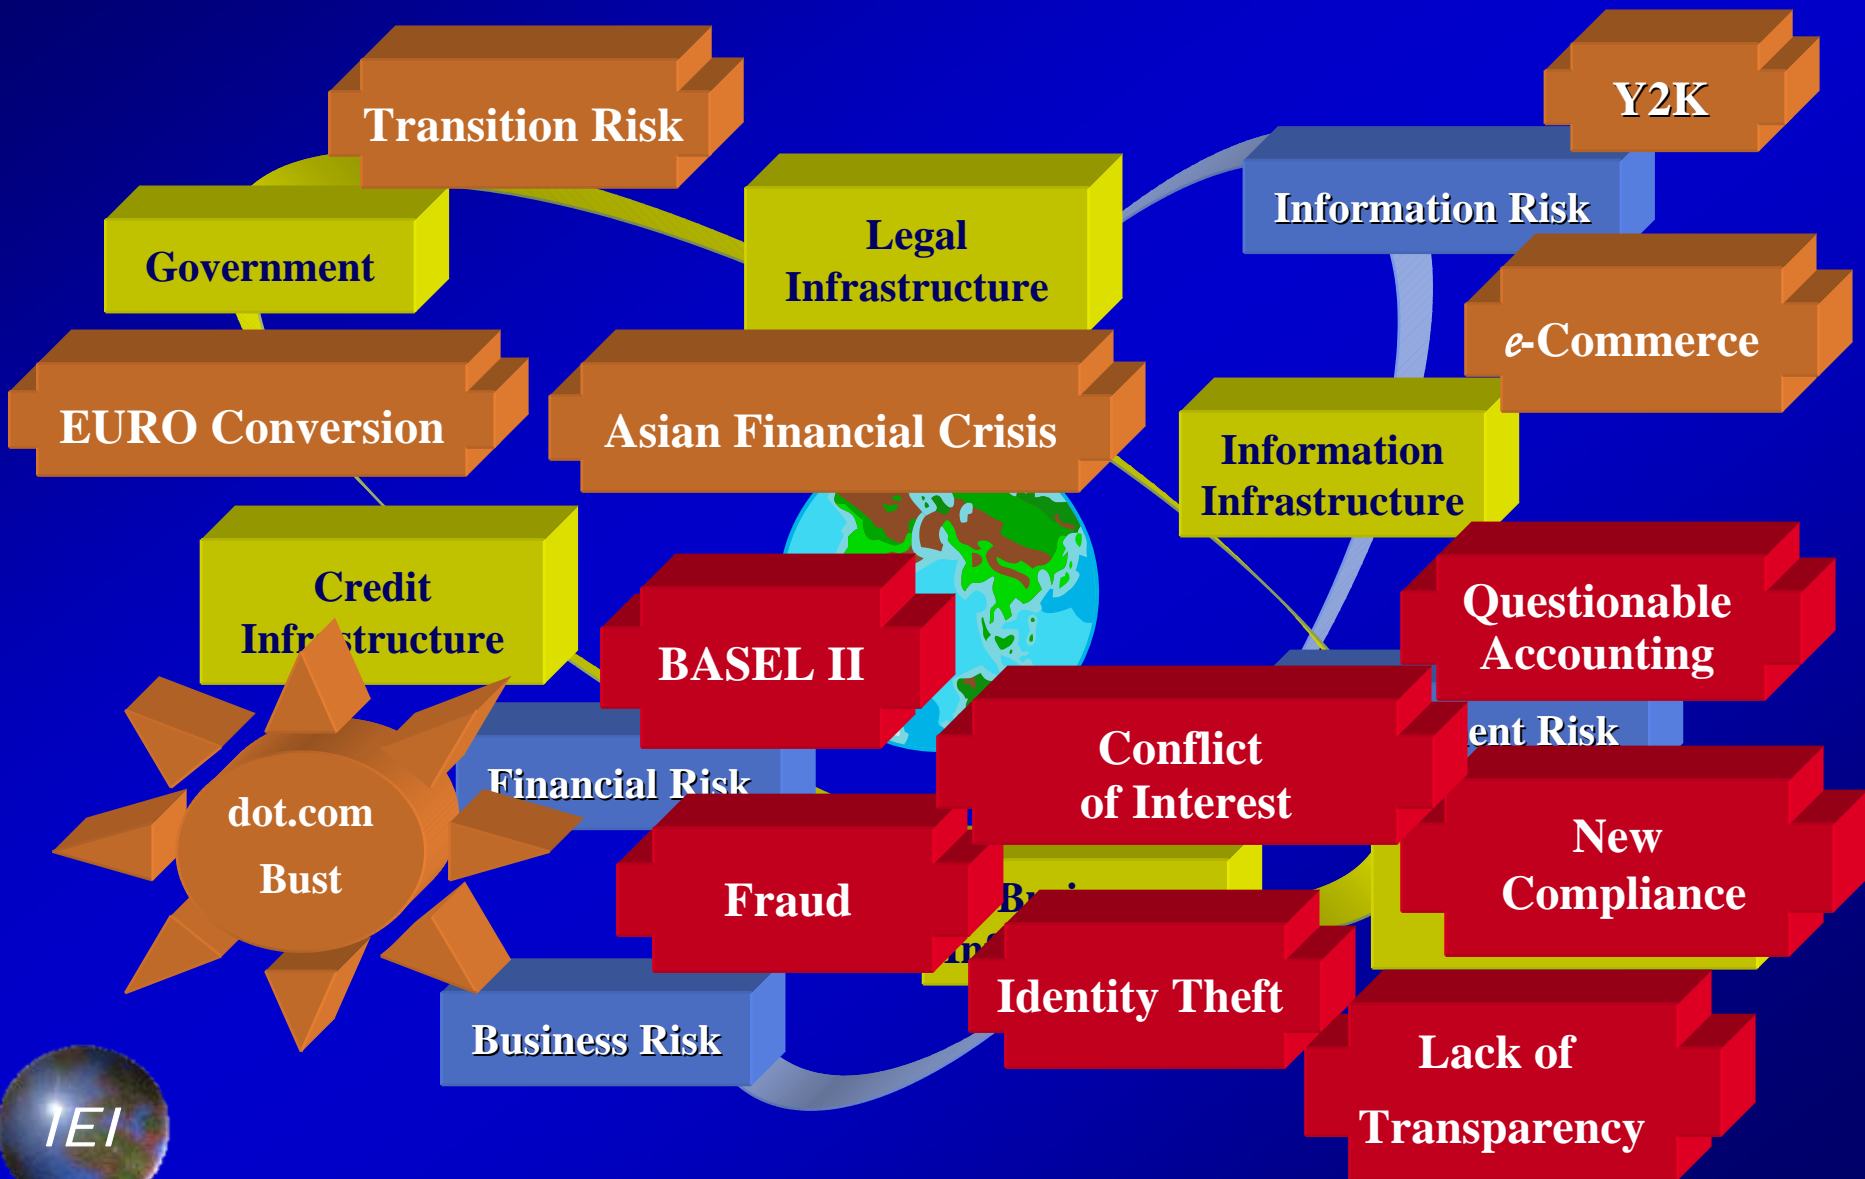 Y2K
Transition Risk
Information Risk
Legal
Infrastructure
Government
e-Commerce
EURO Conversion
Asian Financial Crisis
Information
Infrastructure
Credit
Infrastructure
Questionable
Accounting
BASEL II
Conflict
of Interest
ent Risk
Financial Risk
dot.com
Bust
New
Compliance
Fraud
Identity Theft
Business Risk
Lack of
Transparency
IEI